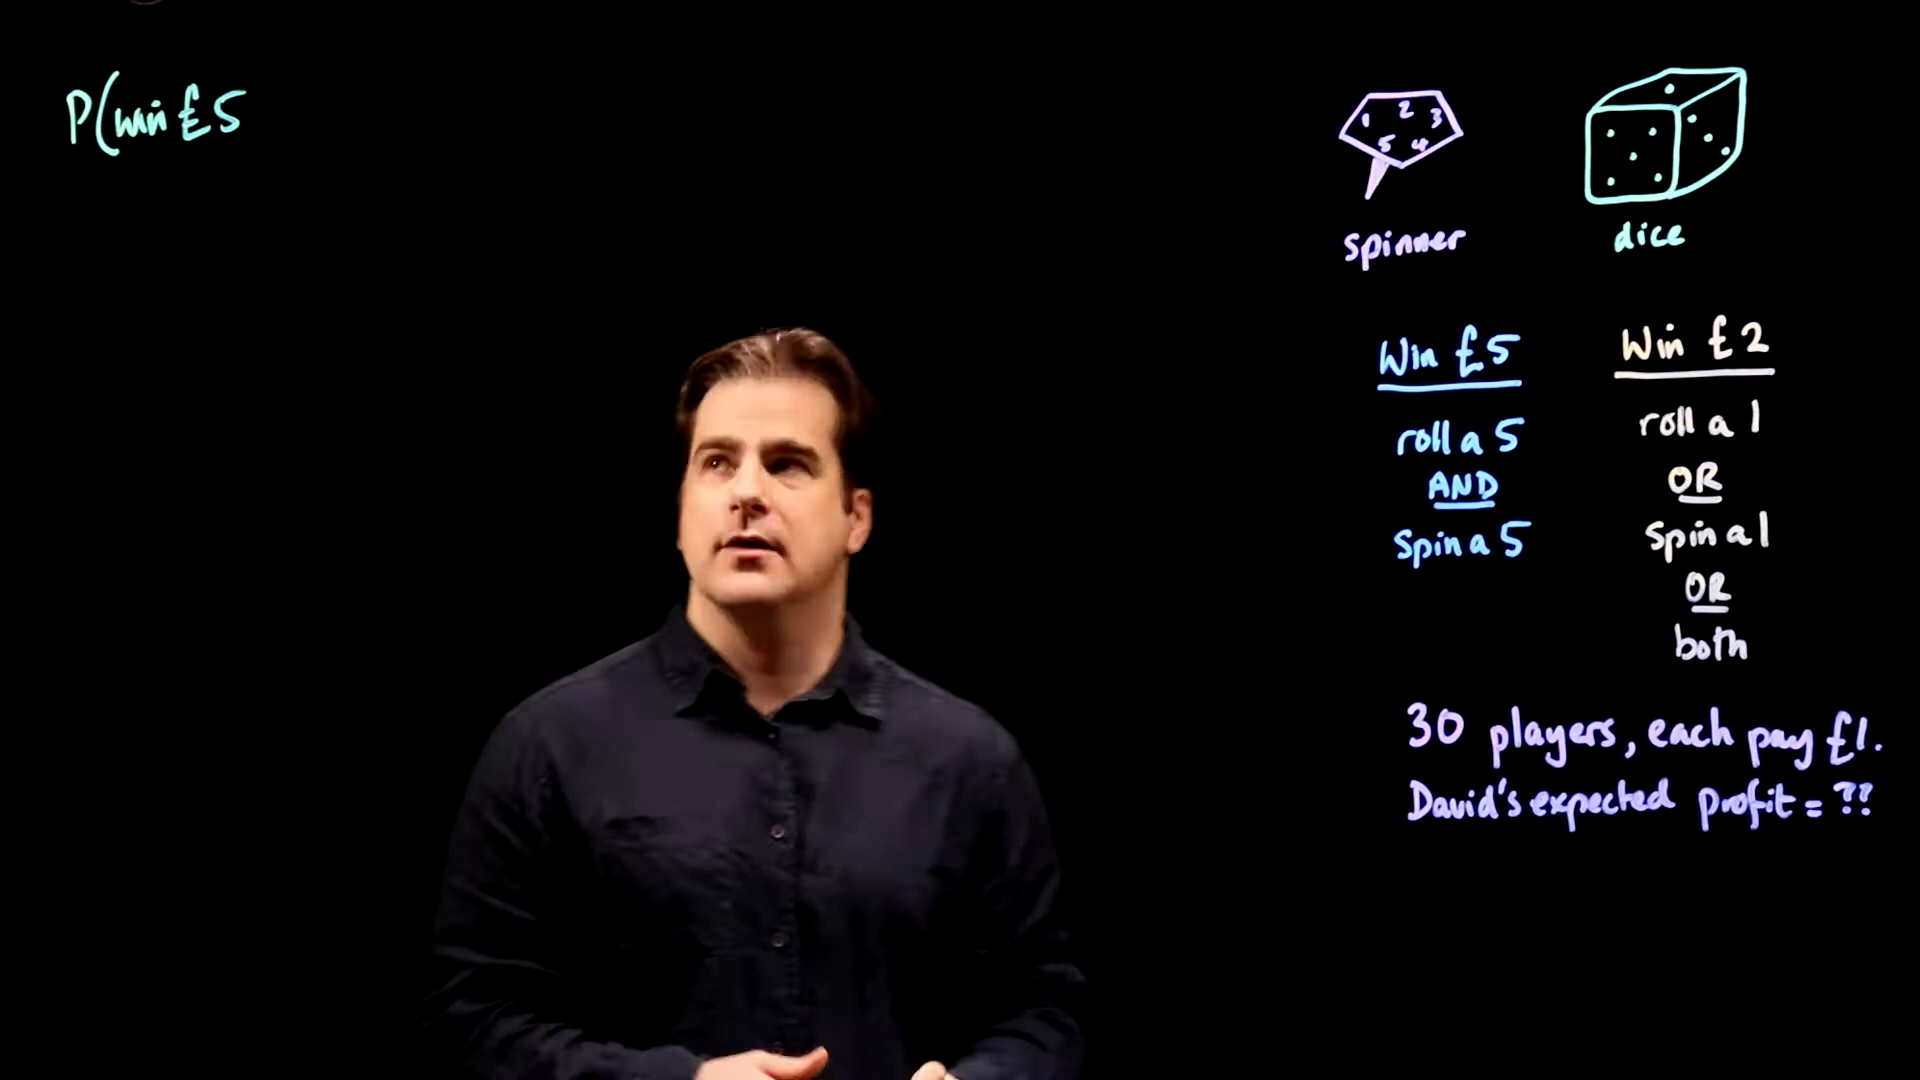 P(win £5
1 2 3
5 4
spinner
dice
Win £5
roll a 5
AND
Spin a 5
Win £2
roll a 1
OR
Spin a 1
OR
both
30 players, each pay £1.
David's expected profit = ??